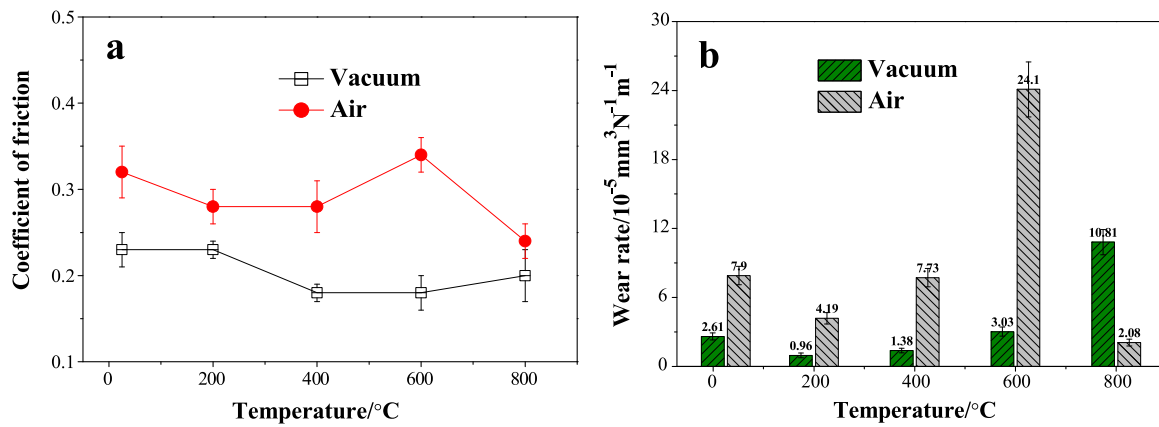 a
Vacuum
Air
Coefficient of friction
0.5
0.4
0.3
0.2
0.1
0 200 400 600 800
Temperature/°C
b
Vacuum
Air
Wear rate/10⁻⁵ mm³N⁻¹m⁻¹
30
24
18
12
6
0
2.61 7.9 0.96 4.19 1.38 7.73 3.03 24.1 10.81 2.08
0 200 400 600 800
Temperature/°C